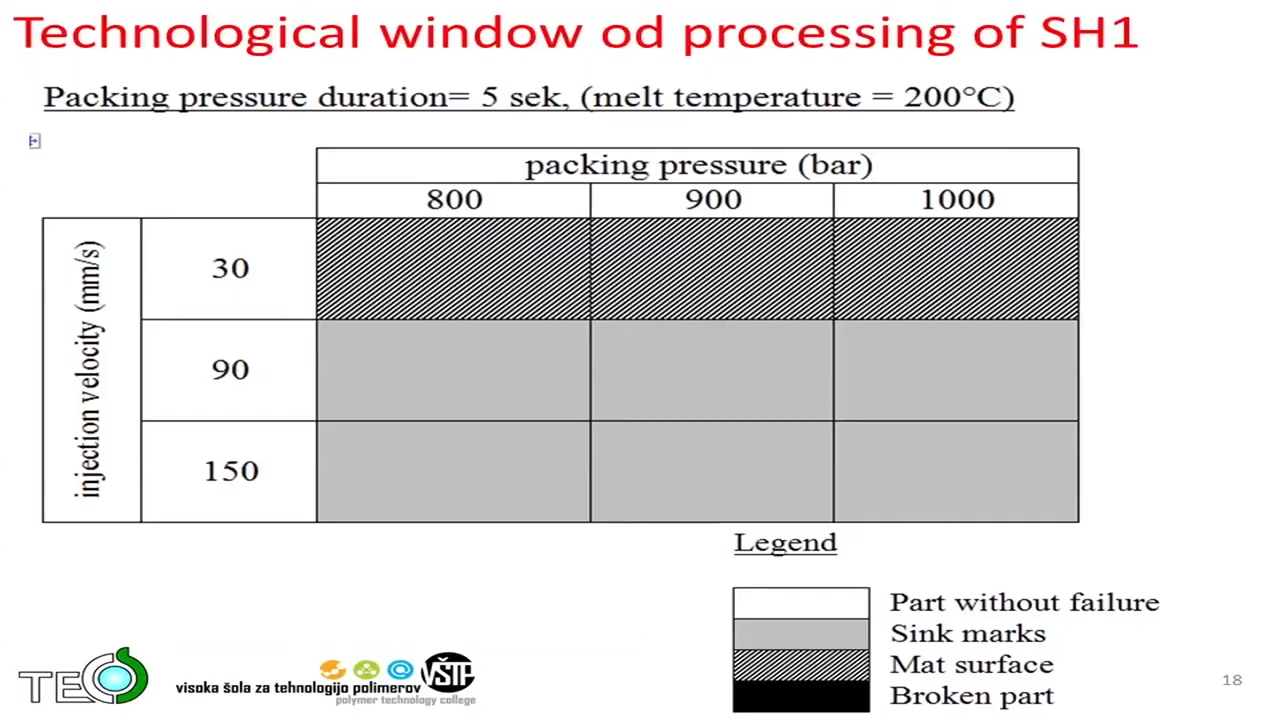 Technological window od processing of SH1
Packing pressure duration= 5 sek, (melt temperature = 200°C)
packing pressure (bar)
800 900 1000
injection velocity (mm/s)
30
90
150
Legend
Part without failure
Sink marks
Mat surface
Broken part
TECOS
visoka šola za tehnologijo polimerov
VŠTP
polymer technology college
18